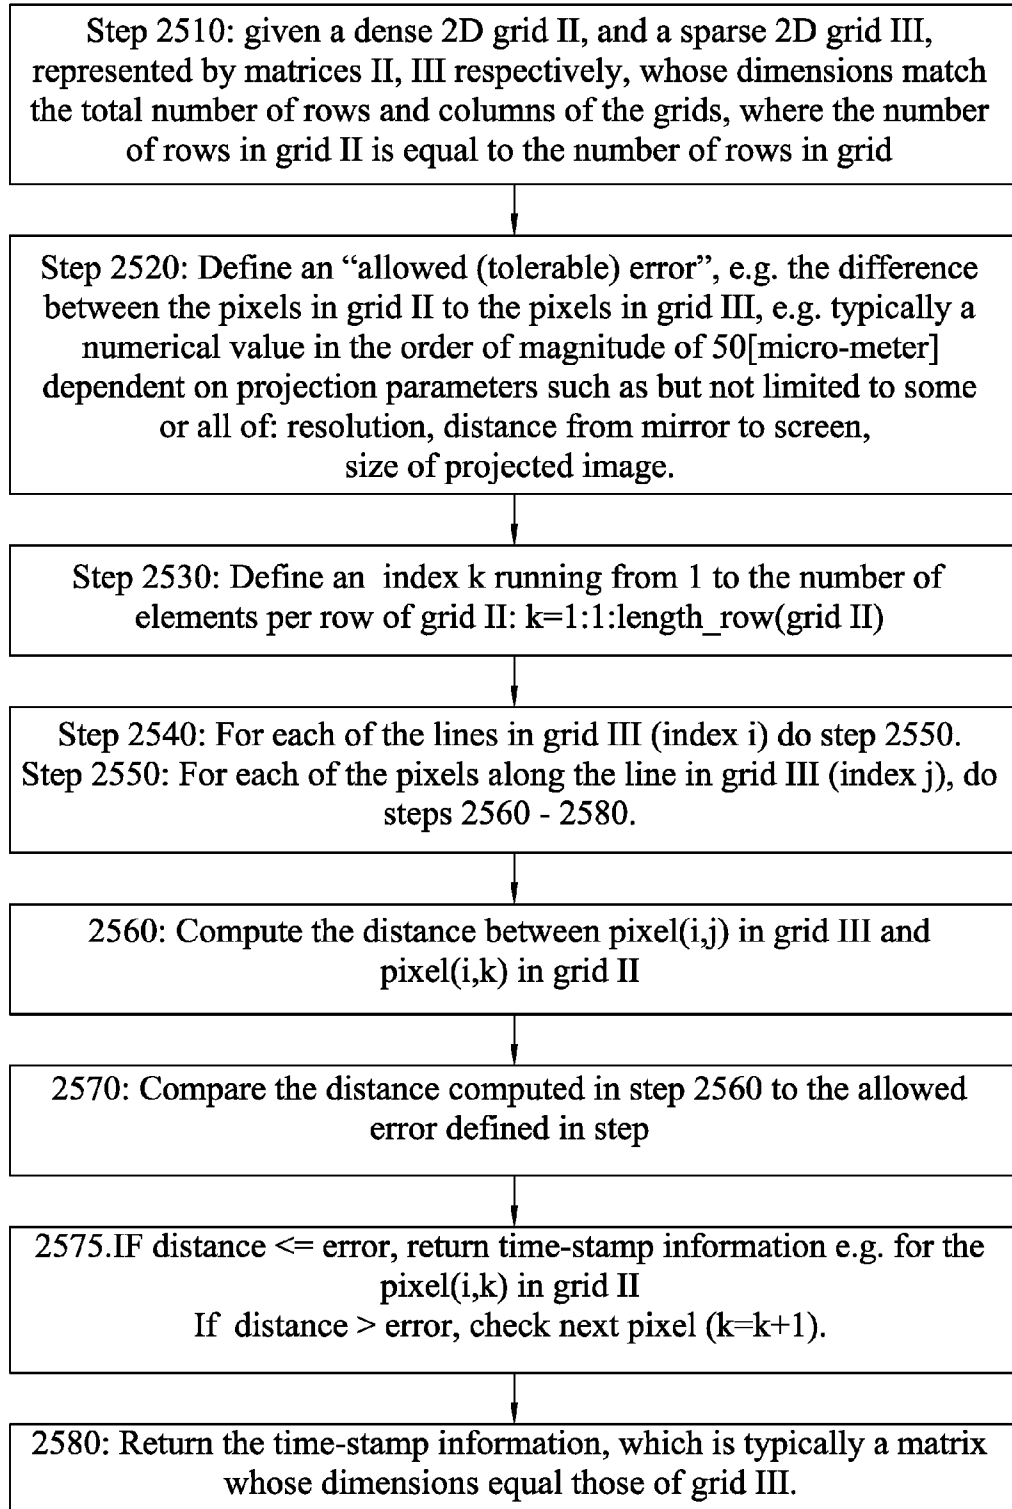 Step 2510: given a dense 2D grid II, and a sparse 2D grid III,
represented by matrices II, III respectively, whose dimensions match
the total number of rows and columns of the grids, where the number
of rows in grid II is equal to the number of rows in grid
Step 2520: Define an “allowed (tolerable) error”, e.g. the difference
between the pixels in grid II to the pixels in grid III, e.g. typically a
numerical value in the order of magnitude of 50[micro-meter]
dependent on projection parameters such as but not limited to some
or all of: resolution, distance from mirror to screen,
size of projected image.
Step 2530: Define an index k running from 1 to the number of
elements per row of grid II: k=1:1:length_row(grid II)
Step 2540: For each of the lines in grid III (index i) do step 2550.
Step 2550: For each of the pixels along the line in grid III (index j), do
steps 2560 - 2580.
2560: Compute the distance between pixel(i,j) in grid III and
pixel(i,k) in grid II
2570: Compare the distance computed in step 2560 to the allowed
error defined in step
2575.IF distance <= error, return time-stamp information e.g. for the
pixel(i,k) in grid II
If distance > error, check next pixel (k=k+1).
2580: Return the time-stamp information, which is typically a matrix
whose dimensions equal those of grid III.